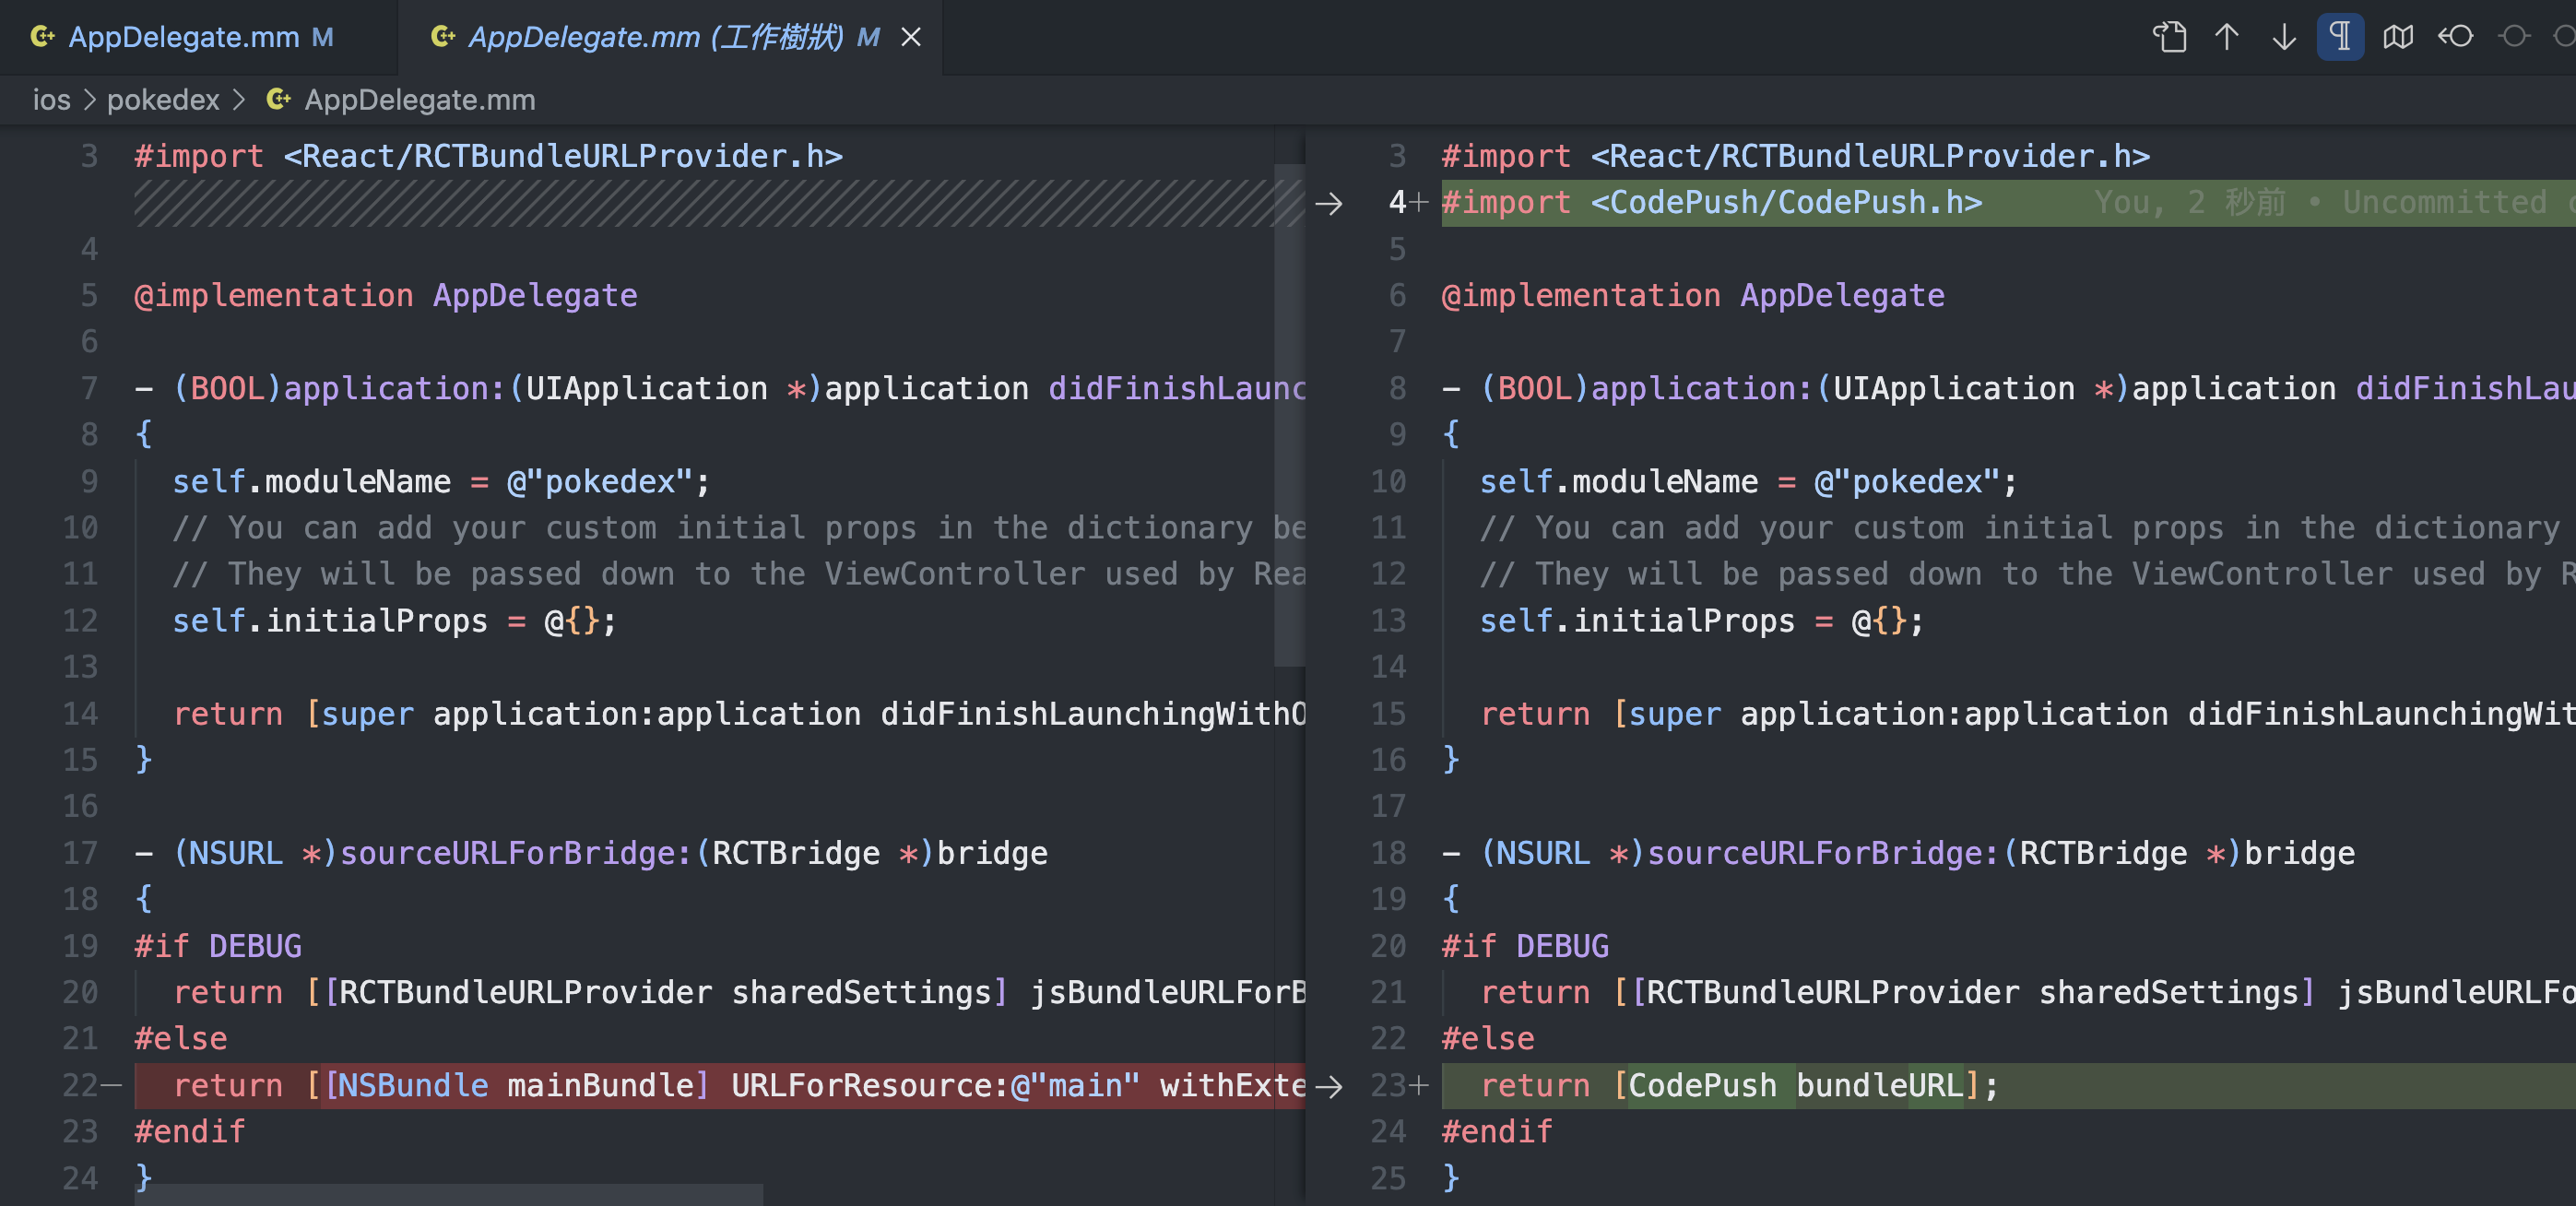 AppDelegate.mm M
AppDelegate.mm (工作樹狀) M
ios > pokedex > AppDelegate.mm
3 #import <React/RCTBundleURLProvider.h>
4
5 @implementation AppDelegate
6
7 - (BOOL)application:(UIApplication *)application didFinishLaunc
8 {
9 self.moduleName = @"pokedex";
10 // You can add your custom initial props in the dictionary be
11 // They will be passed down to the ViewController used by Rea
12 self.initialProps = @{};
13
14 return [super application:application didFinishLaunchingWithO
15 }
16
17 - (NSURL *)sourceURLForBridge:(RCTBridge *)bridge
18 {
19 #if DEBUG
20 return [[RCTBundleURLProvider sharedSettings] jsBundleURLForB
21 #else
22- return [[NSBundle mainBundle] URLForResource:@"main" withExte
23 #endif
24 }
3 #import <React/RCTBundleURLProvider.h>
4+ #import <CodePush/CodePush.h> You, 2 秒前 • Uncommitted
5
6 @implementation AppDelegate
7
8 - (BOOL)application:(UIApplication *)application didFinishLau
9 {
10 self.moduleName = @"pokedex";
11 // You can add your custom initial props in the dictionary
12 // They will be passed down to the ViewController used by R
13 self.initialProps = @{};
14
15 return [super application:application didFinishLaunchingWit
16 }
17
18 - (NSURL *)sourceURLForBridge:(RCTBridge *)bridge
19 {
20 #if DEBUG
21 return [[RCTBundleURLProvider sharedSettings] jsBundleURLFo
22 #else
23+ return [CodePush bundleURL];
24 #endif
25 }